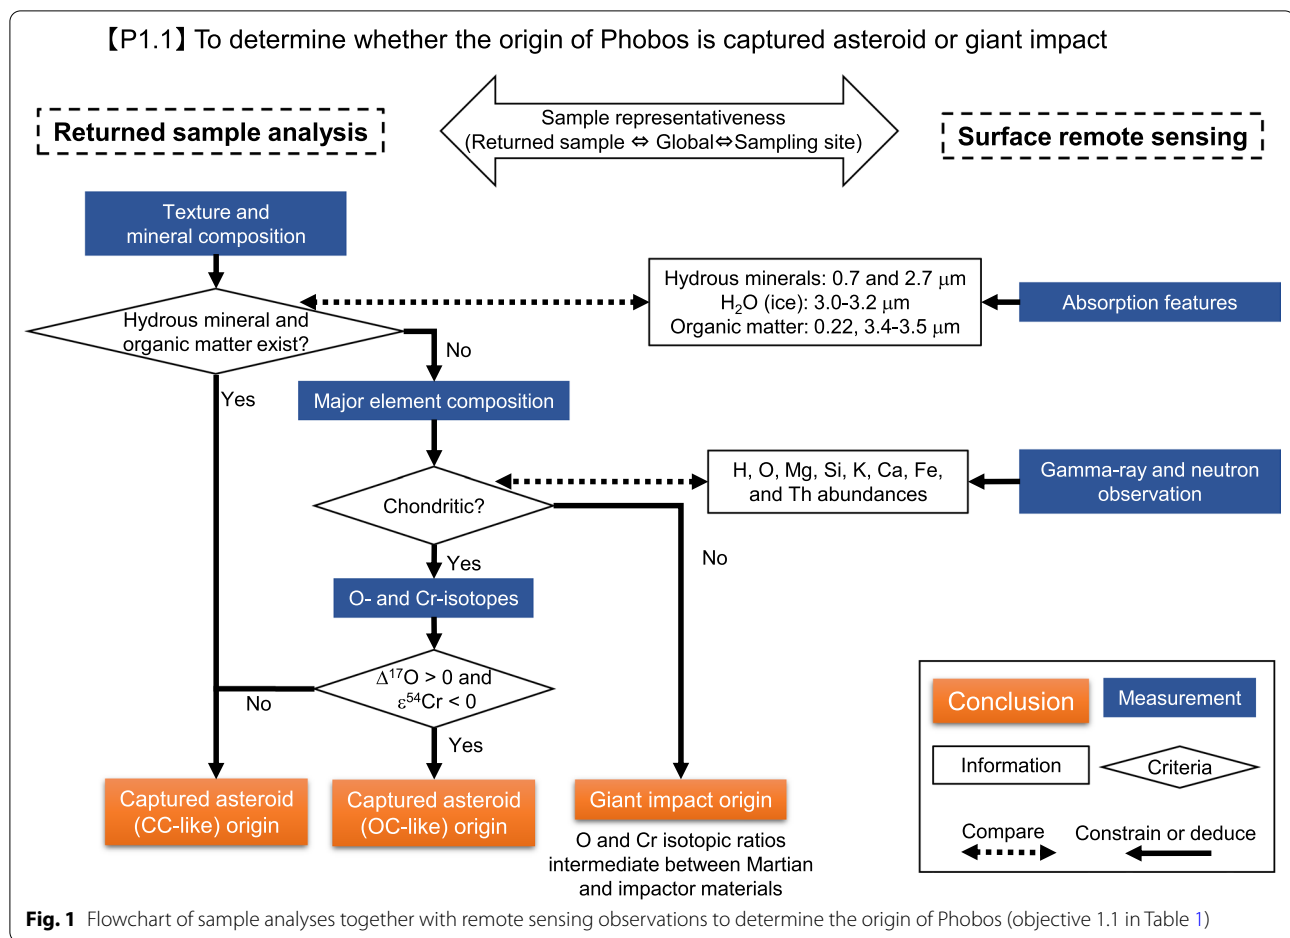 【P1.1】To determine whether the origin of Phobos is captured asteroid or giant impact
Returned sample analysis
Sample representativeness
(Returned sample ⇔ Global⇔Sampling site)
Surface remote sensing
Texture and
mineral composition
Hydrous mineral and
organic matter exist?
Hydrous minerals: 0.7 and 2.7 μm
H₂O (ice): 3.0-3.2 μm
Organic matter: 0.22, 3.4-3.5 μm
Absorption features
No
Yes
Major element composition
Chondritic?
H, O, Mg, Si, K, Ca, Fe,
and Th abundances
Gamma-ray and neutron
observation
No
Yes
O- and Cr-isotopes
Δ¹⁷O > 0 and
ε⁵⁴Cr < 0
No
Yes
Captured asteroid
(CC-like) origin
Captured asteroid
(OC-like) origin
Giant impact origin
O and Cr isotopic ratios
intermediate between Martian
and impactor materials
Conclusion
Measurement
Information
Criteria
Compare
Constrain or deduce
Fig. 1 Flowchart of sample analyses together with remote sensing observations to determine the origin of Phobos (objective 1.1 in Table 1)